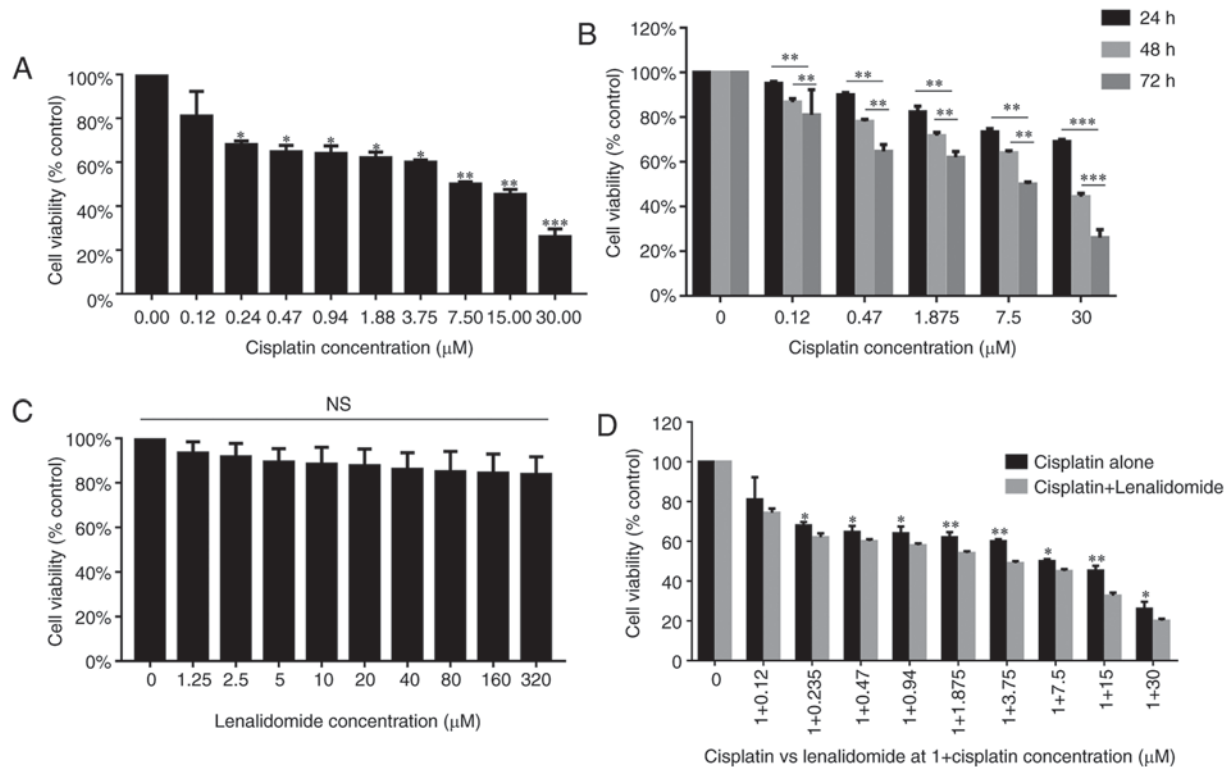 A
Cell viability (% control)
100%
80%
60%
40%
20%
0%
* * * * * ** ** ***
0.00 0.12 0.24 0.47 0.94 1.88 3.75 7.50 15.00 30.00
Cisplatin concentration (μM)
B
24 h
48 h
72 h
Cell viability (% control)
120%
100%
80%
60%
40%
20%
0%
** ** ** ** ** ** ** ** *** ***
0 0.12 0.47 1.875 7.5 30
Cisplatin concentration (μM)
C
NS
Cell viability (% control)
100%
80%
60%
40%
20%
0%
0 1.25 2.5 5 10 20 40 80 160 320
Lenalidomide concentration (μM)
D
Cisplatin alone
Cisplatin+Lenalidomide
Cell viability (% control)
120
100
80
60
40
20
0
* * * ** ** * ** *
0 1+0.12 1+0.235 1+0.47 1+0.94 1+1.875 1+3.75 1+7.5 1+15 1+30
Cisplatin vs lenalidomide at 1+cisplatin concentration (μM)